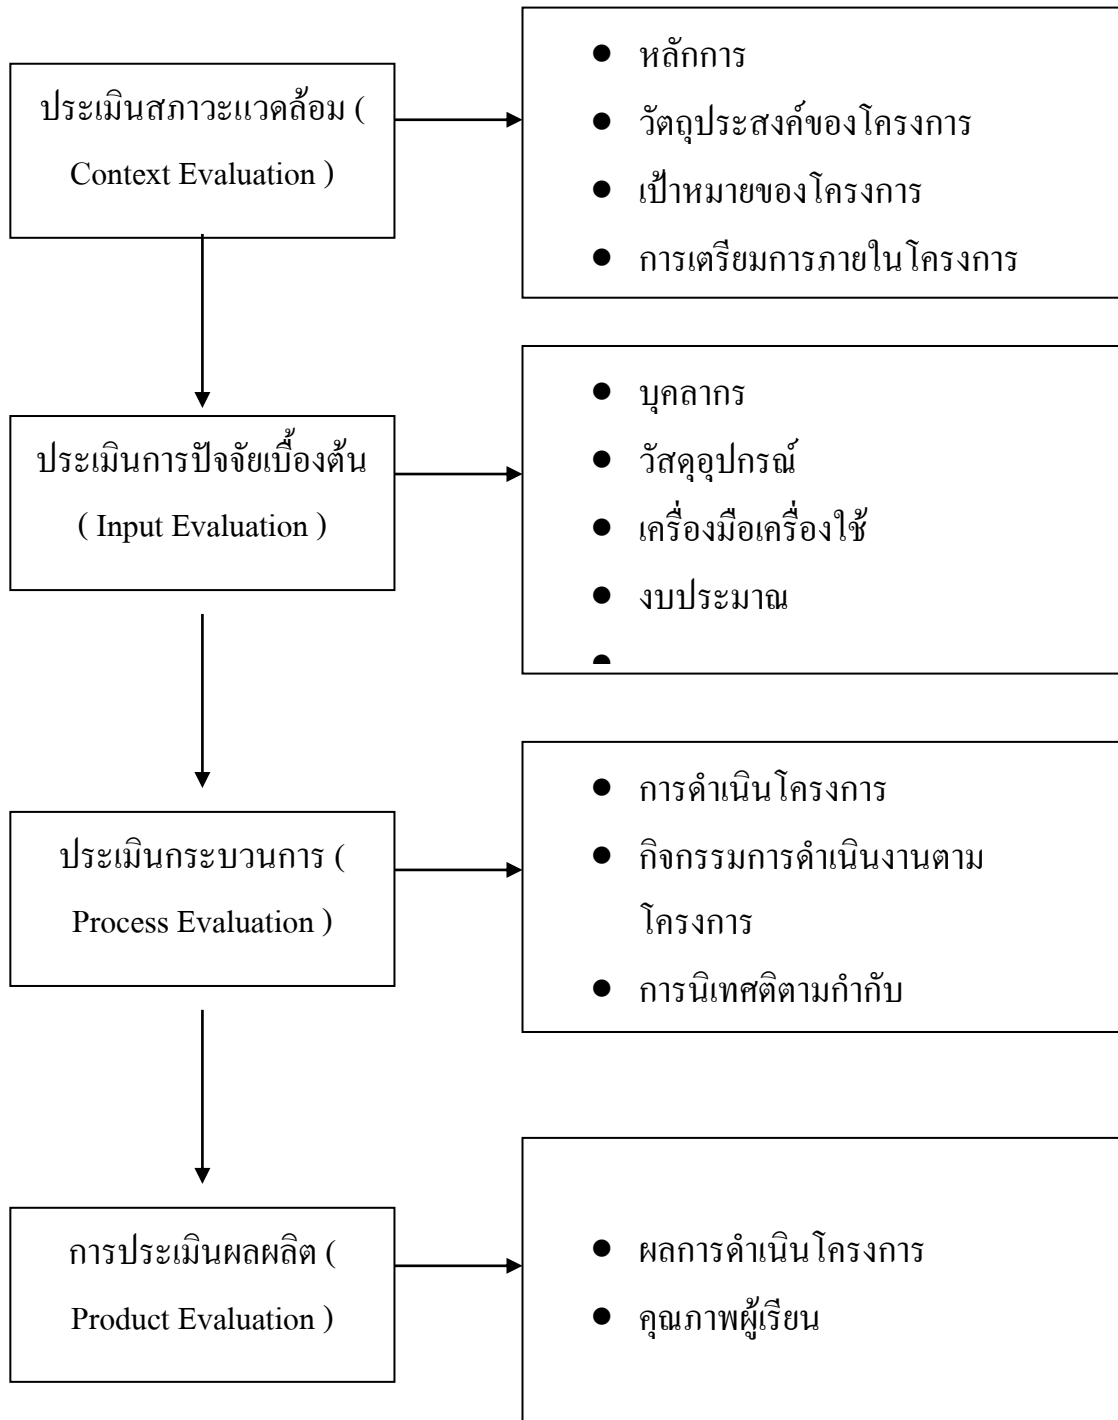 ประเมินสภาวะแวดล้อม (
Context Evaluation )
● หลักการ
● วัตถุประสงค์ของโครงการ
● เป้าหมายของโครงการ
● การเตรียมการภายในโครงการ
ประเมินการปัจจัยเบื้องต้น
( Input Evaluation )
● บุคลากร
● วัสดุอุปกรณ์
● เครื่องมือเครื่องใช้
● งบประมาณ
●
ประเมินกระบวนการ (
Process Evaluation )
● การดำเนินโครงการ
● กิจกรรมการดำเนินงานตาม
โครงการ
● การนิเทศติตามกำกับ
การประเมินผลผลิต (
Product Evaluation )
● ผลการดำเนินโครงการ
● คุณภาพผู้เรียน